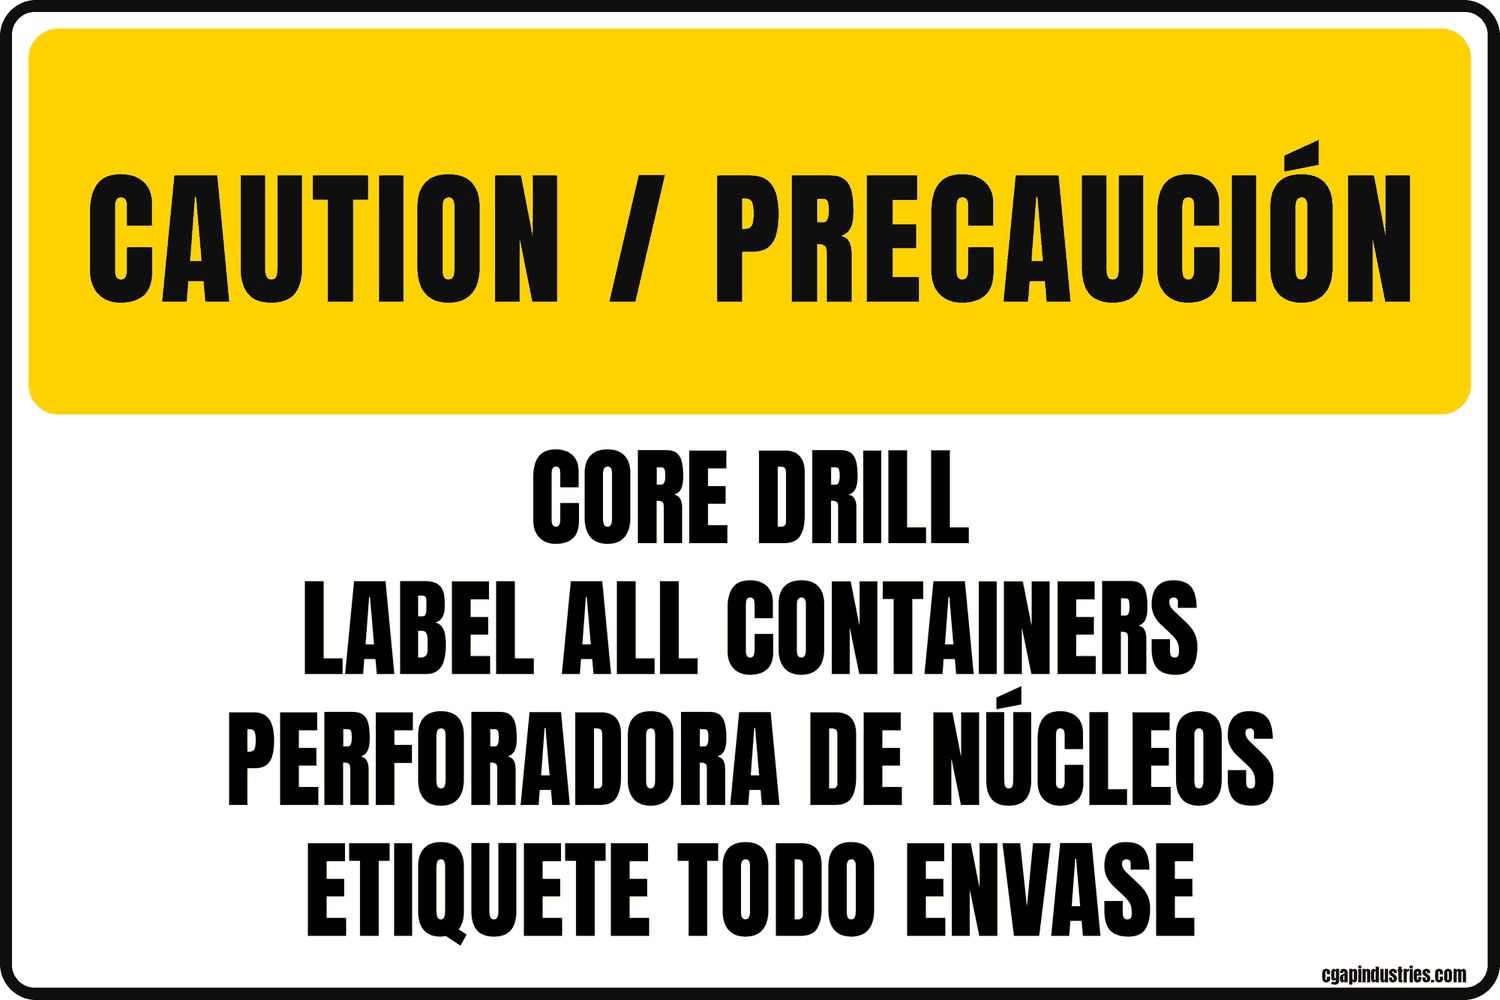 CAUTION / PRECAUCIÓN
CORE DRILL
LABEL ALL CONTAINERS
PERFORADORA DE NÚCLEOS
ETIQUETE TODO ENVASE
cgapindustries.com